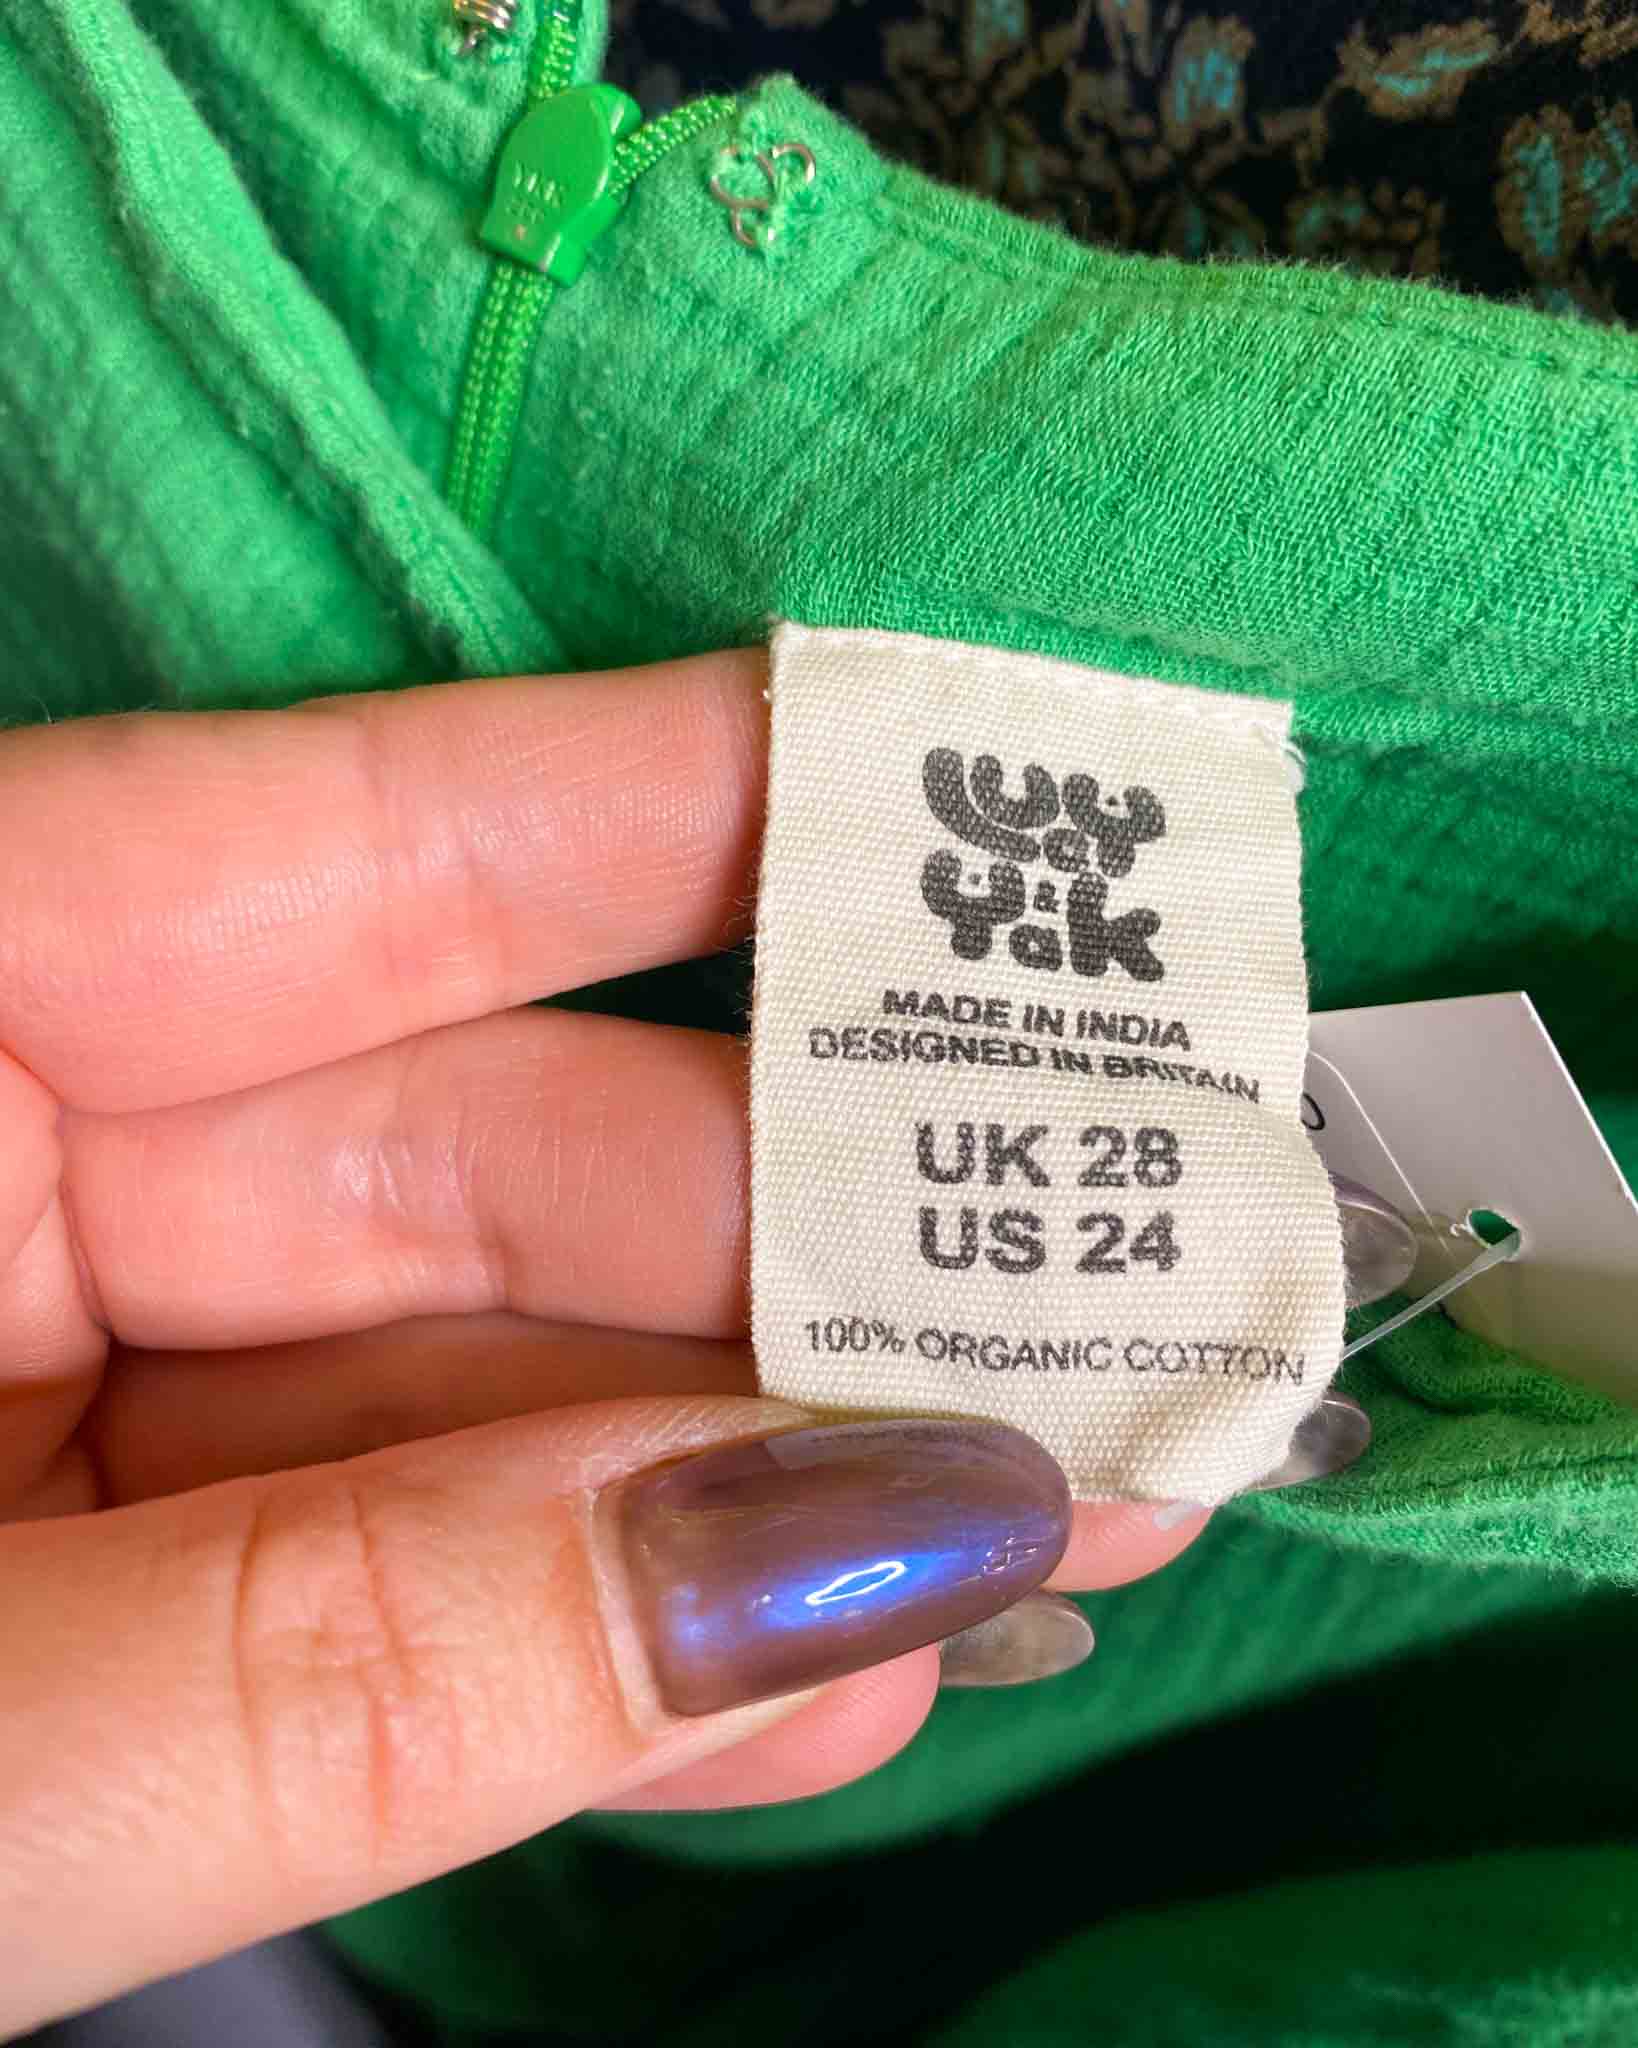 Lucy
&
Yak
MADE IN INDIA
DESIGNED IN BRITAIN
UK 28
US 24
100% ORGANIC COTTON